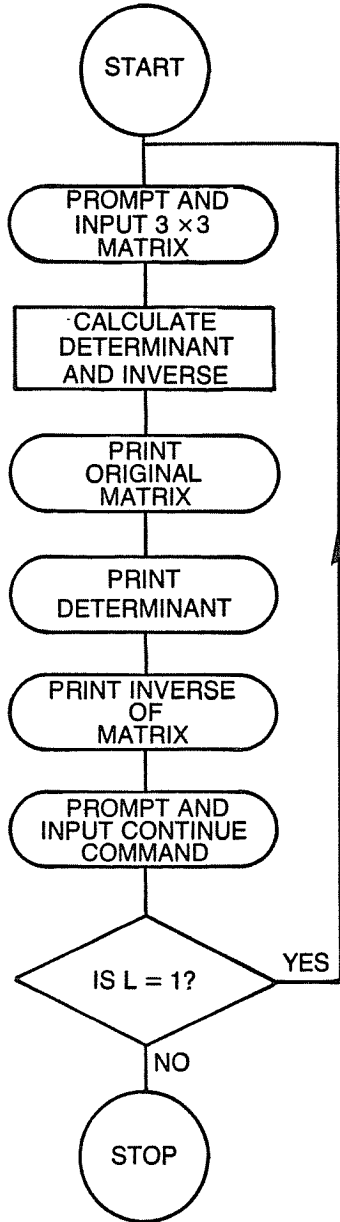 START
PROMPT AND
INPUT 3 × 3
MATRIX
CALCULATE
DETERMINANT
AND INVERSE
PRINT
ORIGINAL
MATRIX
PRINT
DETERMINANT
PRINT INVERSE
OF
MATRIX
PROMPT AND
INPUT CONTINUE
COMMAND
IS L = 1?
YES
NO
STOP